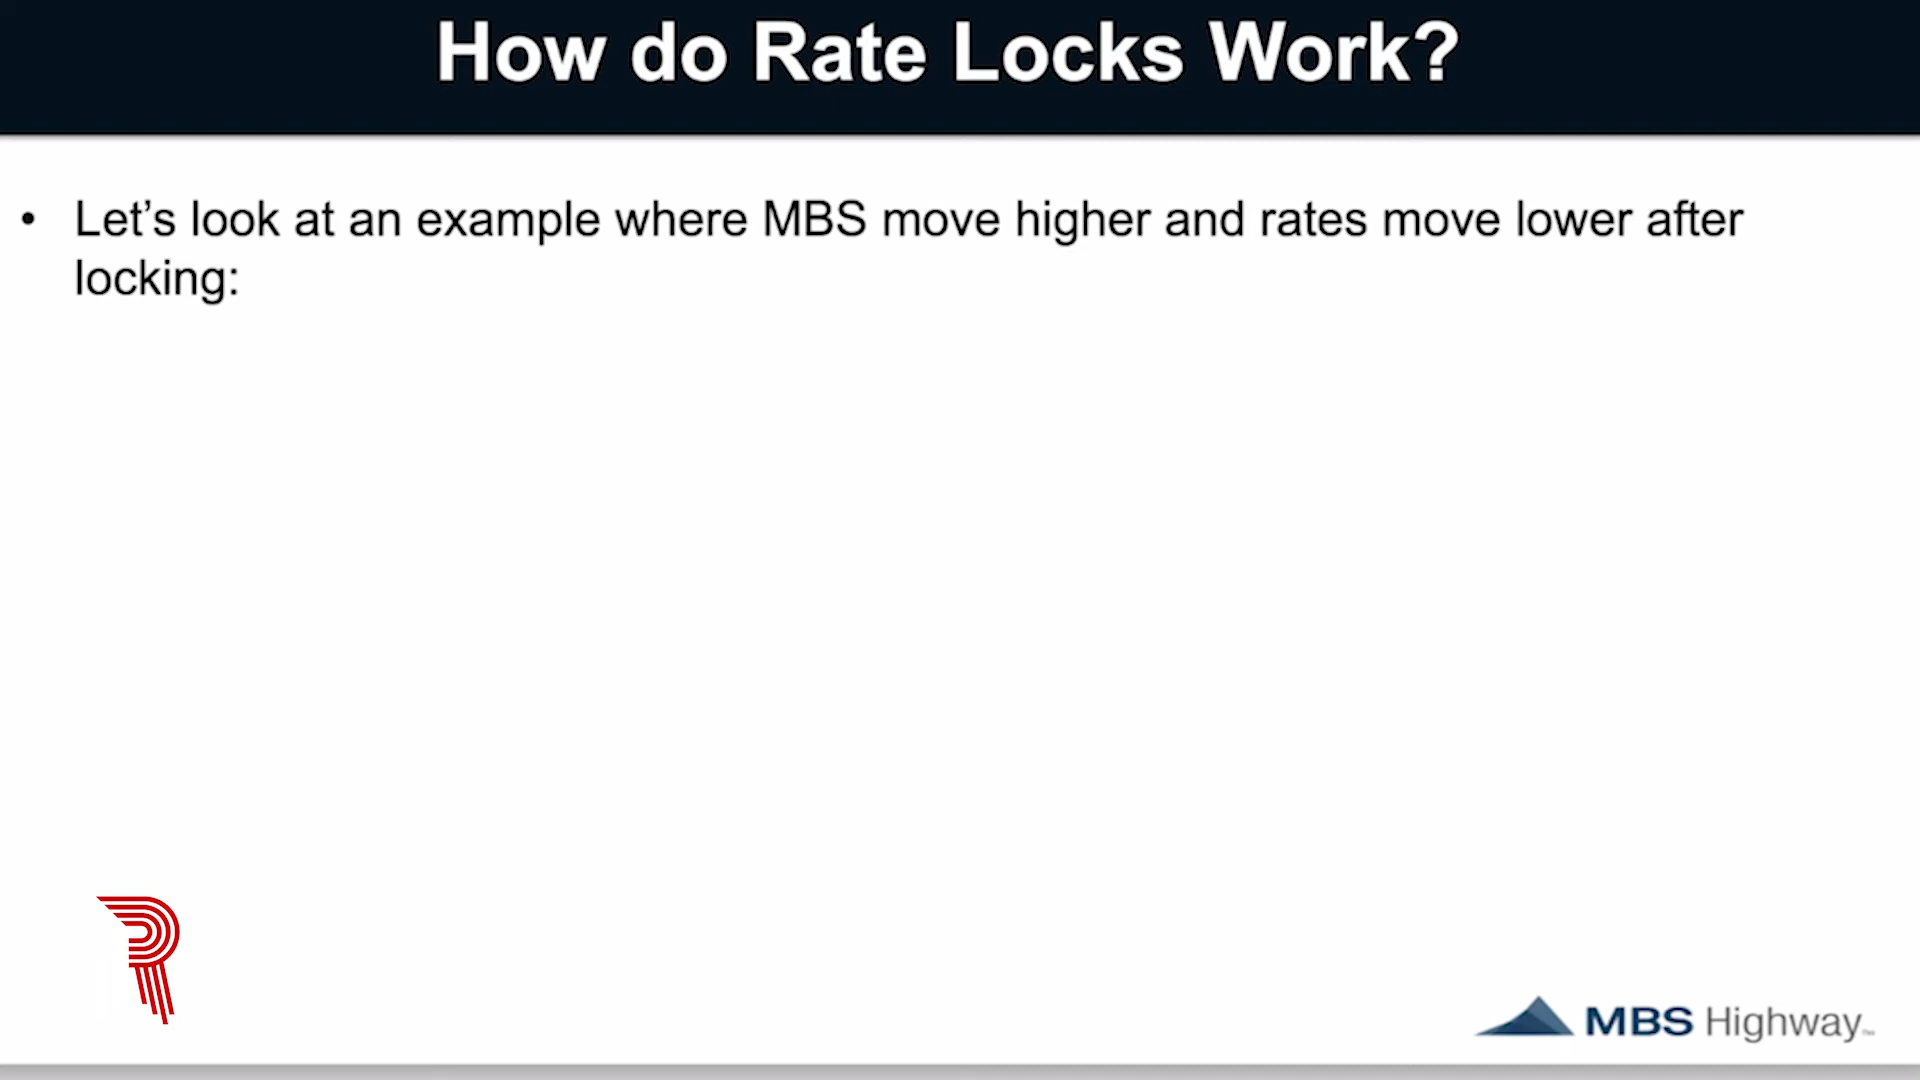 How do Rate Locks Work?
• Let’s look at an example where MBS move higher and rates move lower after
locking:
R
MBS Highway™